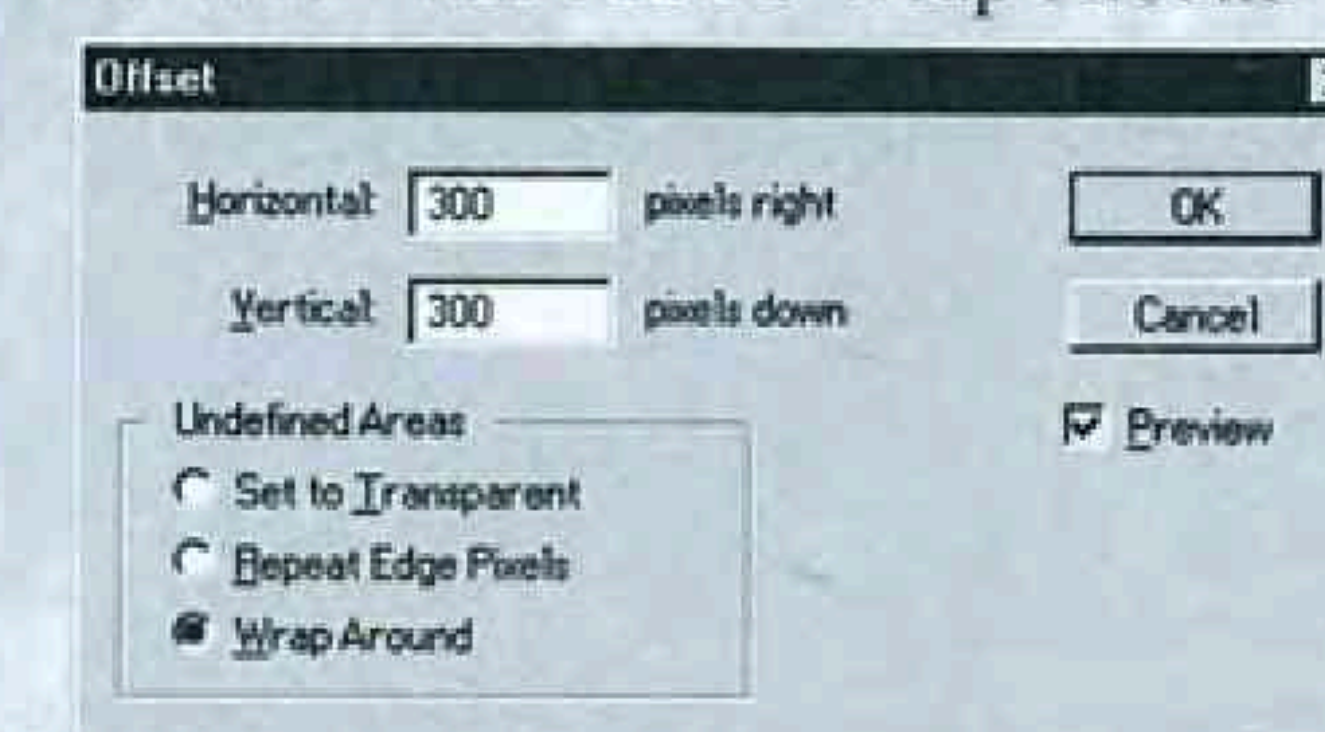 Offset
Horizontal: 300 pixels right OK
Vertical: 300 pixels down Cancel
Undefined Areas Preview
Set to Transparent
Repeat Edge Pixels
Wrap Around